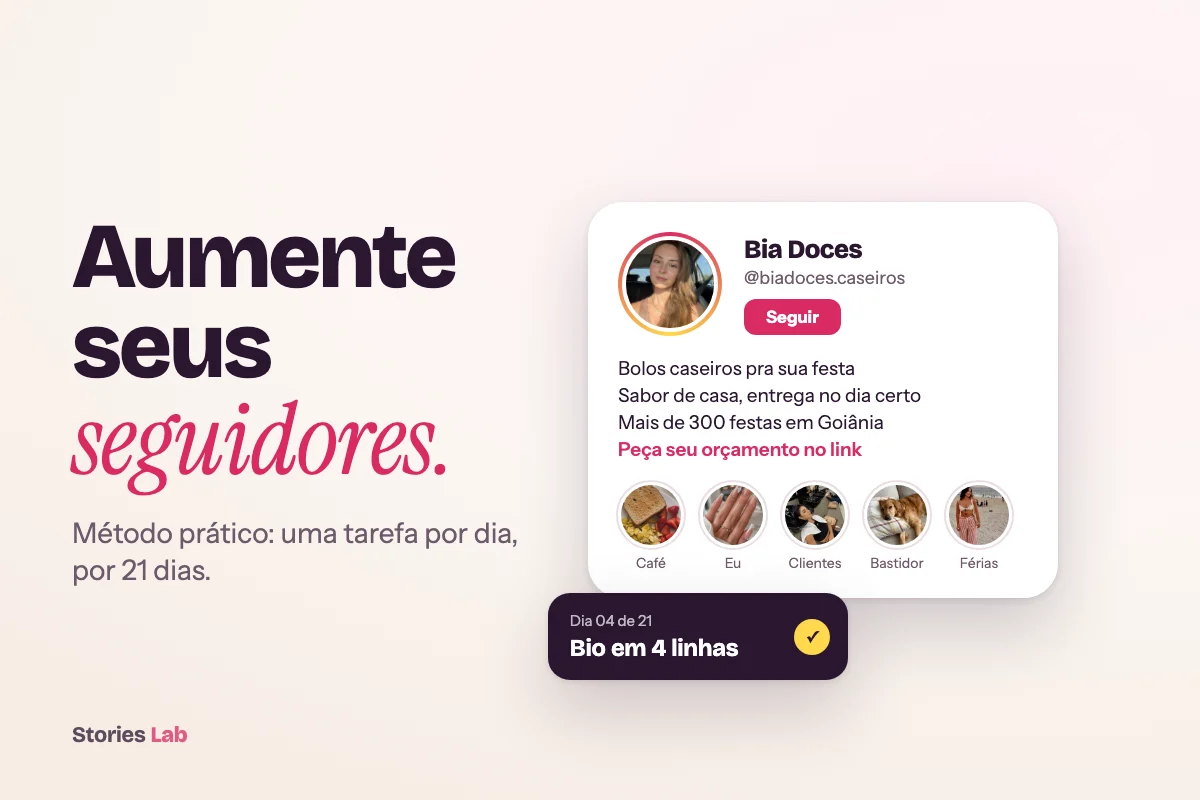 Aumente
seus
seguidores.
Método prático: uma tarefa por dia,
por 21 dias.
Stories Lab
Bia Doces
@biadoces.caseiros
Seguir
Bolos caseiros pra sua festa
Sabor de casa, entrega no dia certo
Mais de 300 festas em Goiânia
Peça seu orçamento no link
Café
Eu
Clientes
Bastidor
Férias
Dia 04 de 21
Bio em 4 linhas